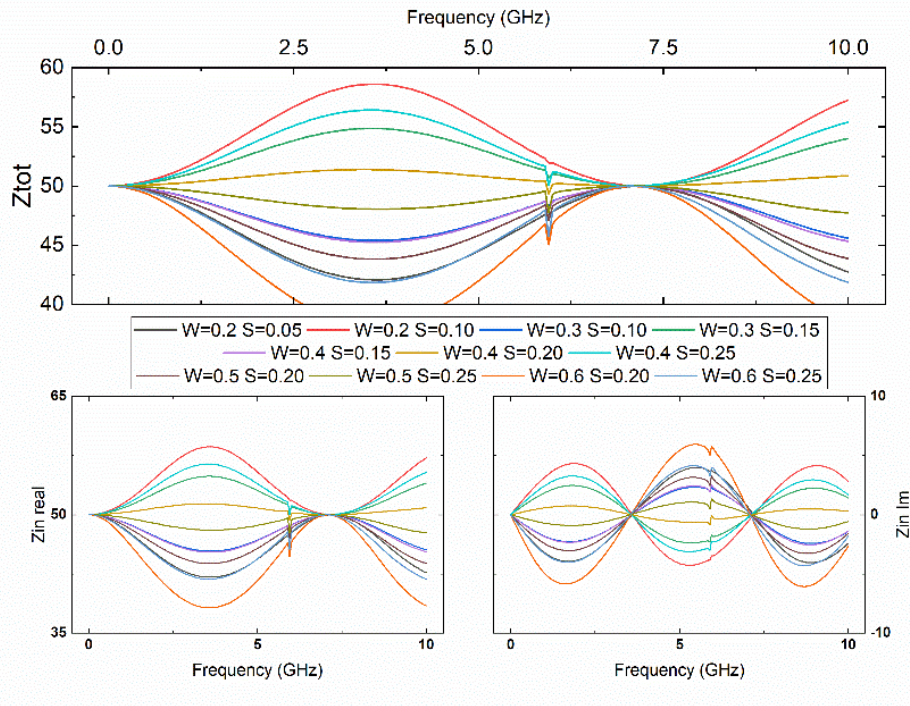 Frequency (GHz)
0.0 2.5 5.0 7.5 10.0
60
55
50
45
40
Ztot
W=0.2 S=0.05 W=0.2 S=0.10 W=0.3 S=0.10 W=0.3 S=0.15
W=0.4 S=0.15 W=0.4 S=0.20 W=0.4 S=0.25
W=0.5 S=0.20 W=0.5 S=0.25 W=0.6 S=0.20 W=0.6 S=0.25
65
50
35
Zin real
0 5 10
Frequency (GHz)
10
0
-10
Zin Im
0 5 10
Frequency (GHz)